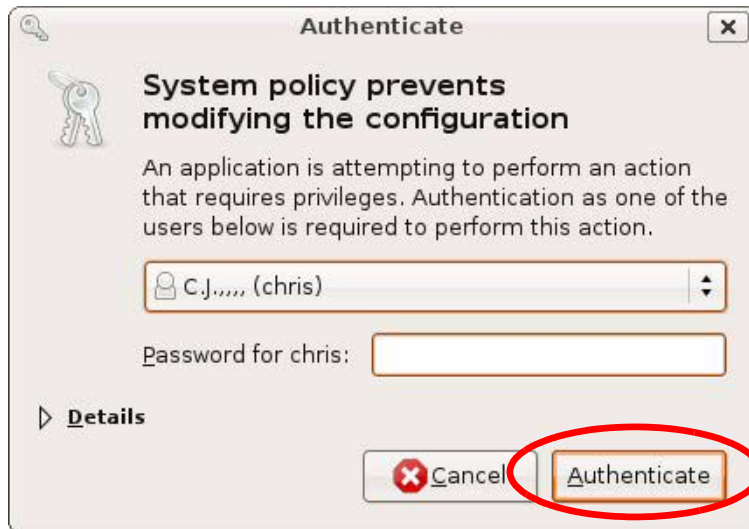 Authenticate
System policy prevents
modifying the configuration
An application is attempting to perform an action
that requires privileges. Authentication as one of the
users below is required to perform this action.
C.J.,,,, (chris)
Password for chris:
Details
Cancel Authenticate